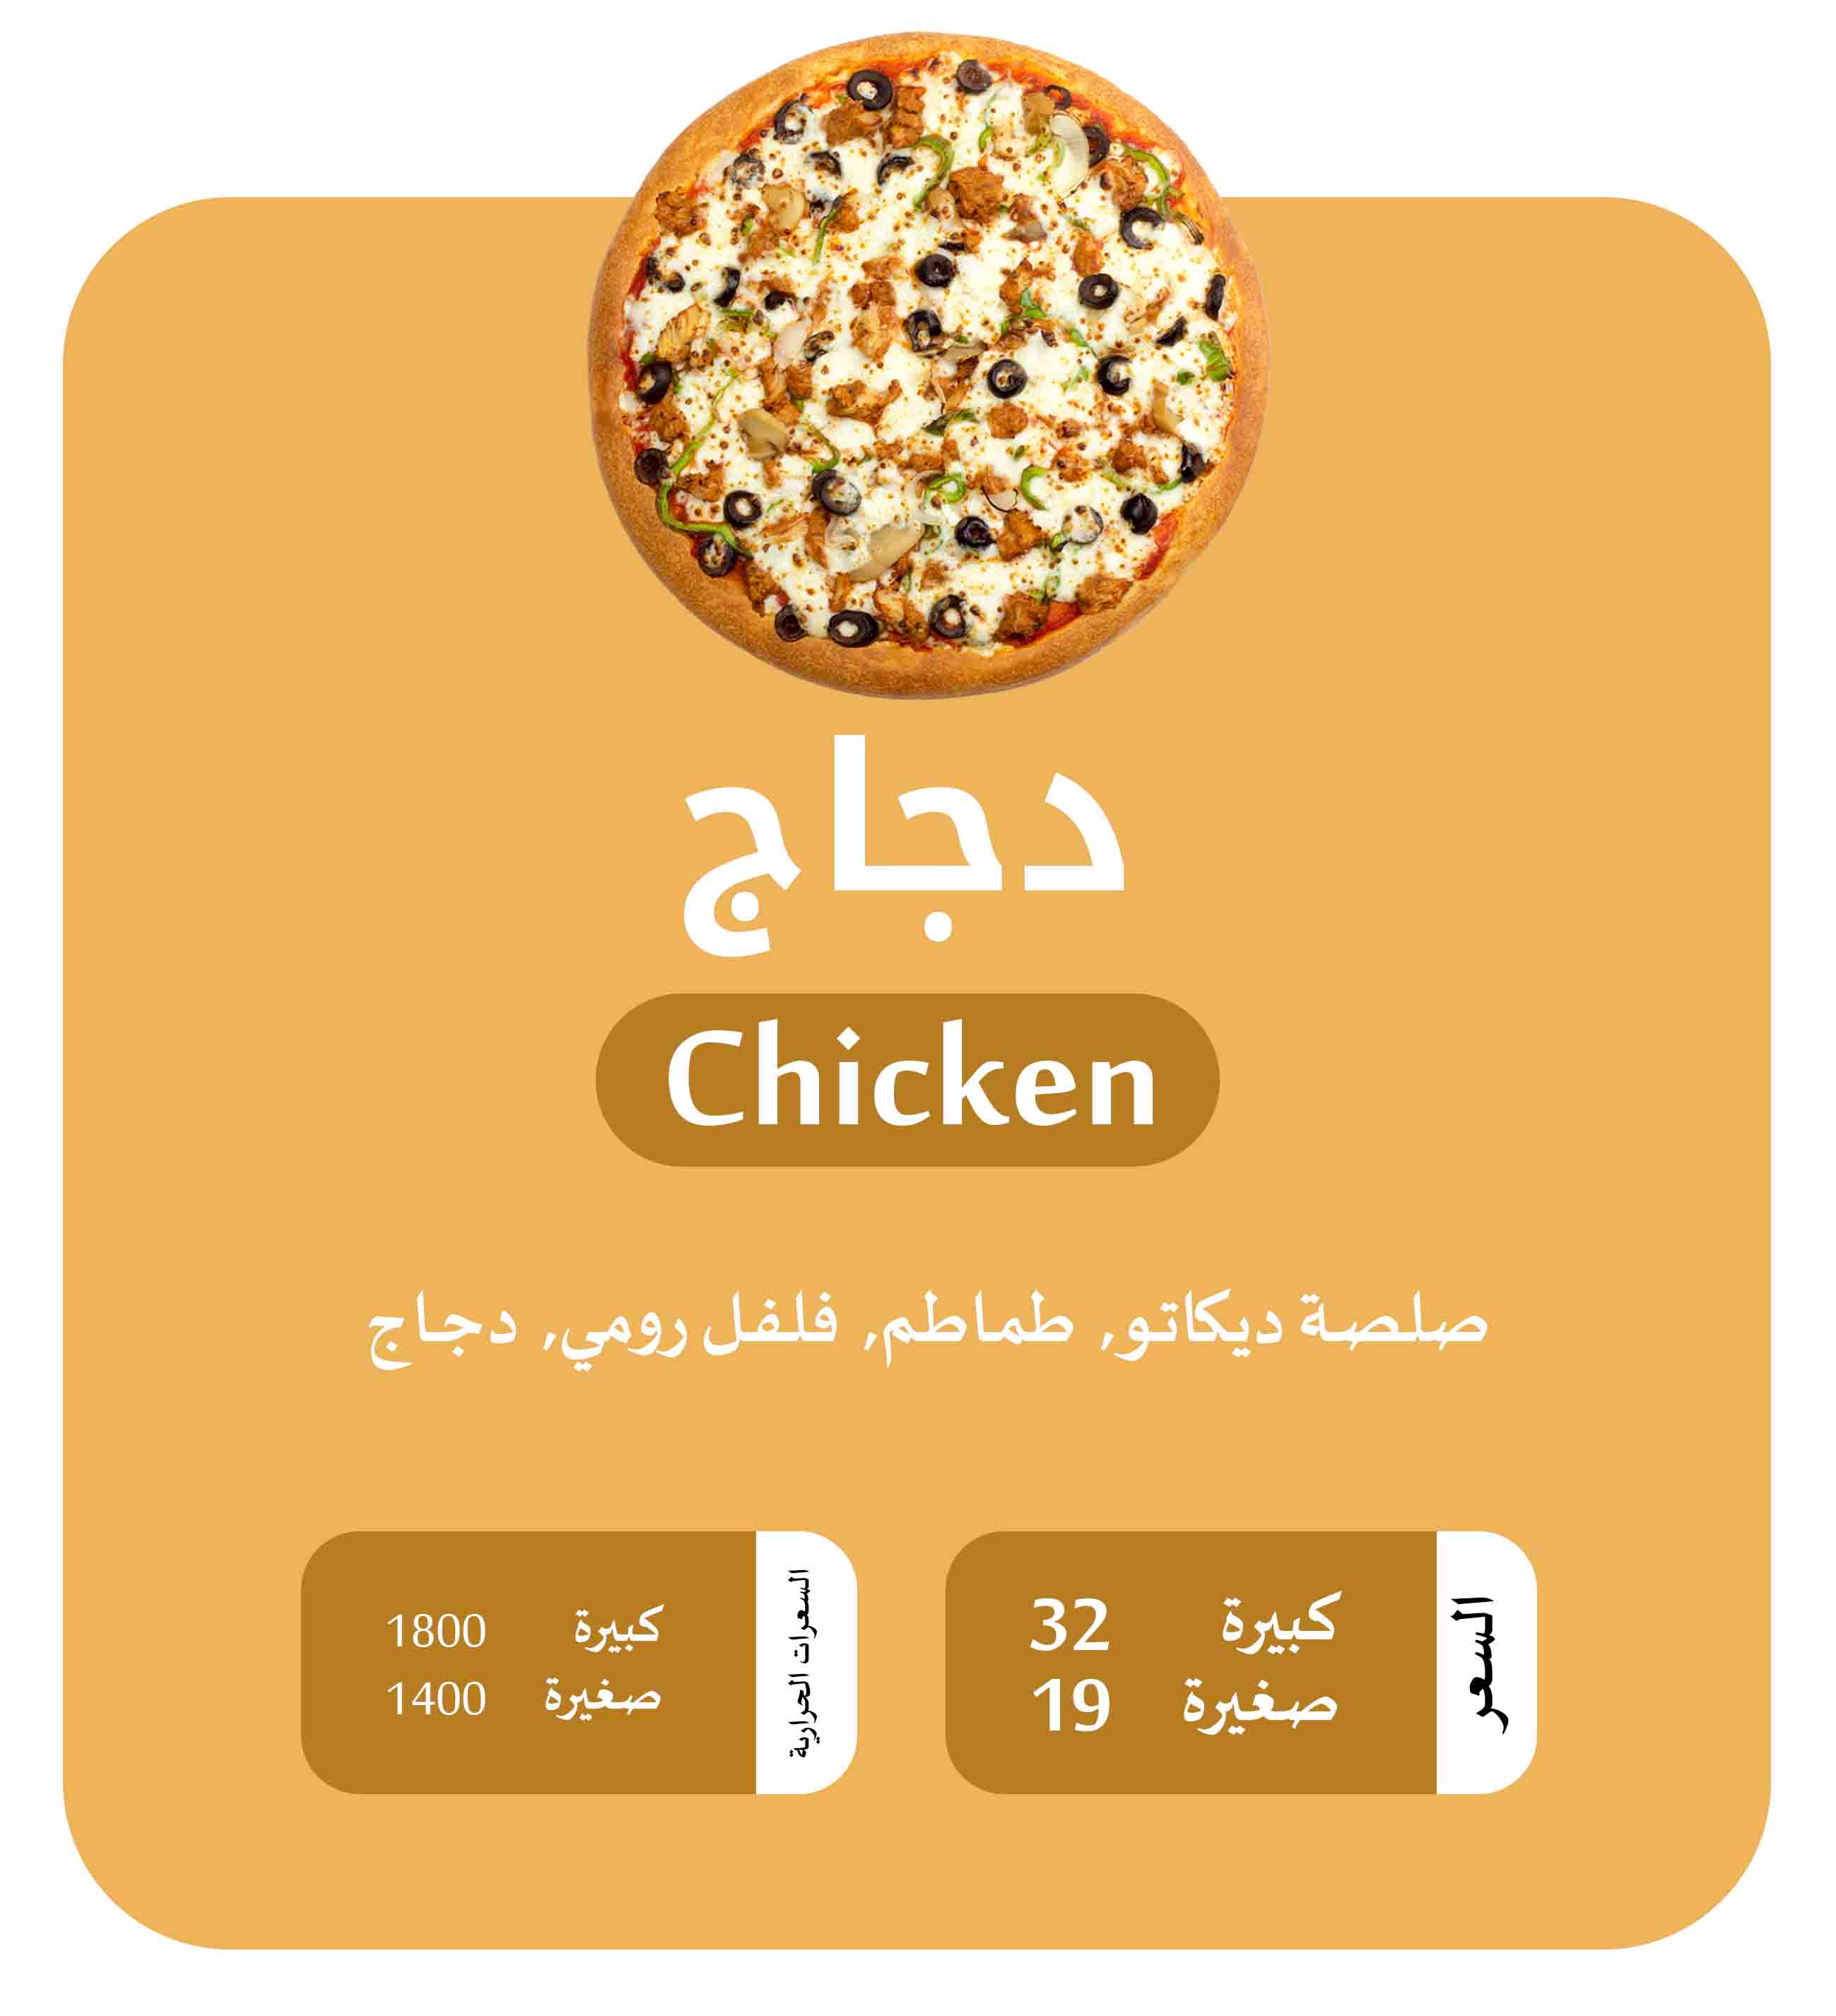 دجاج
Chicken
صلصة ديكاتو, طماطم, فلفل رومي, دجاج
السعر
كبيرة 32
صغيرة 19
السعرات الحرارية
كبيرة 1800
صغيرة 1400